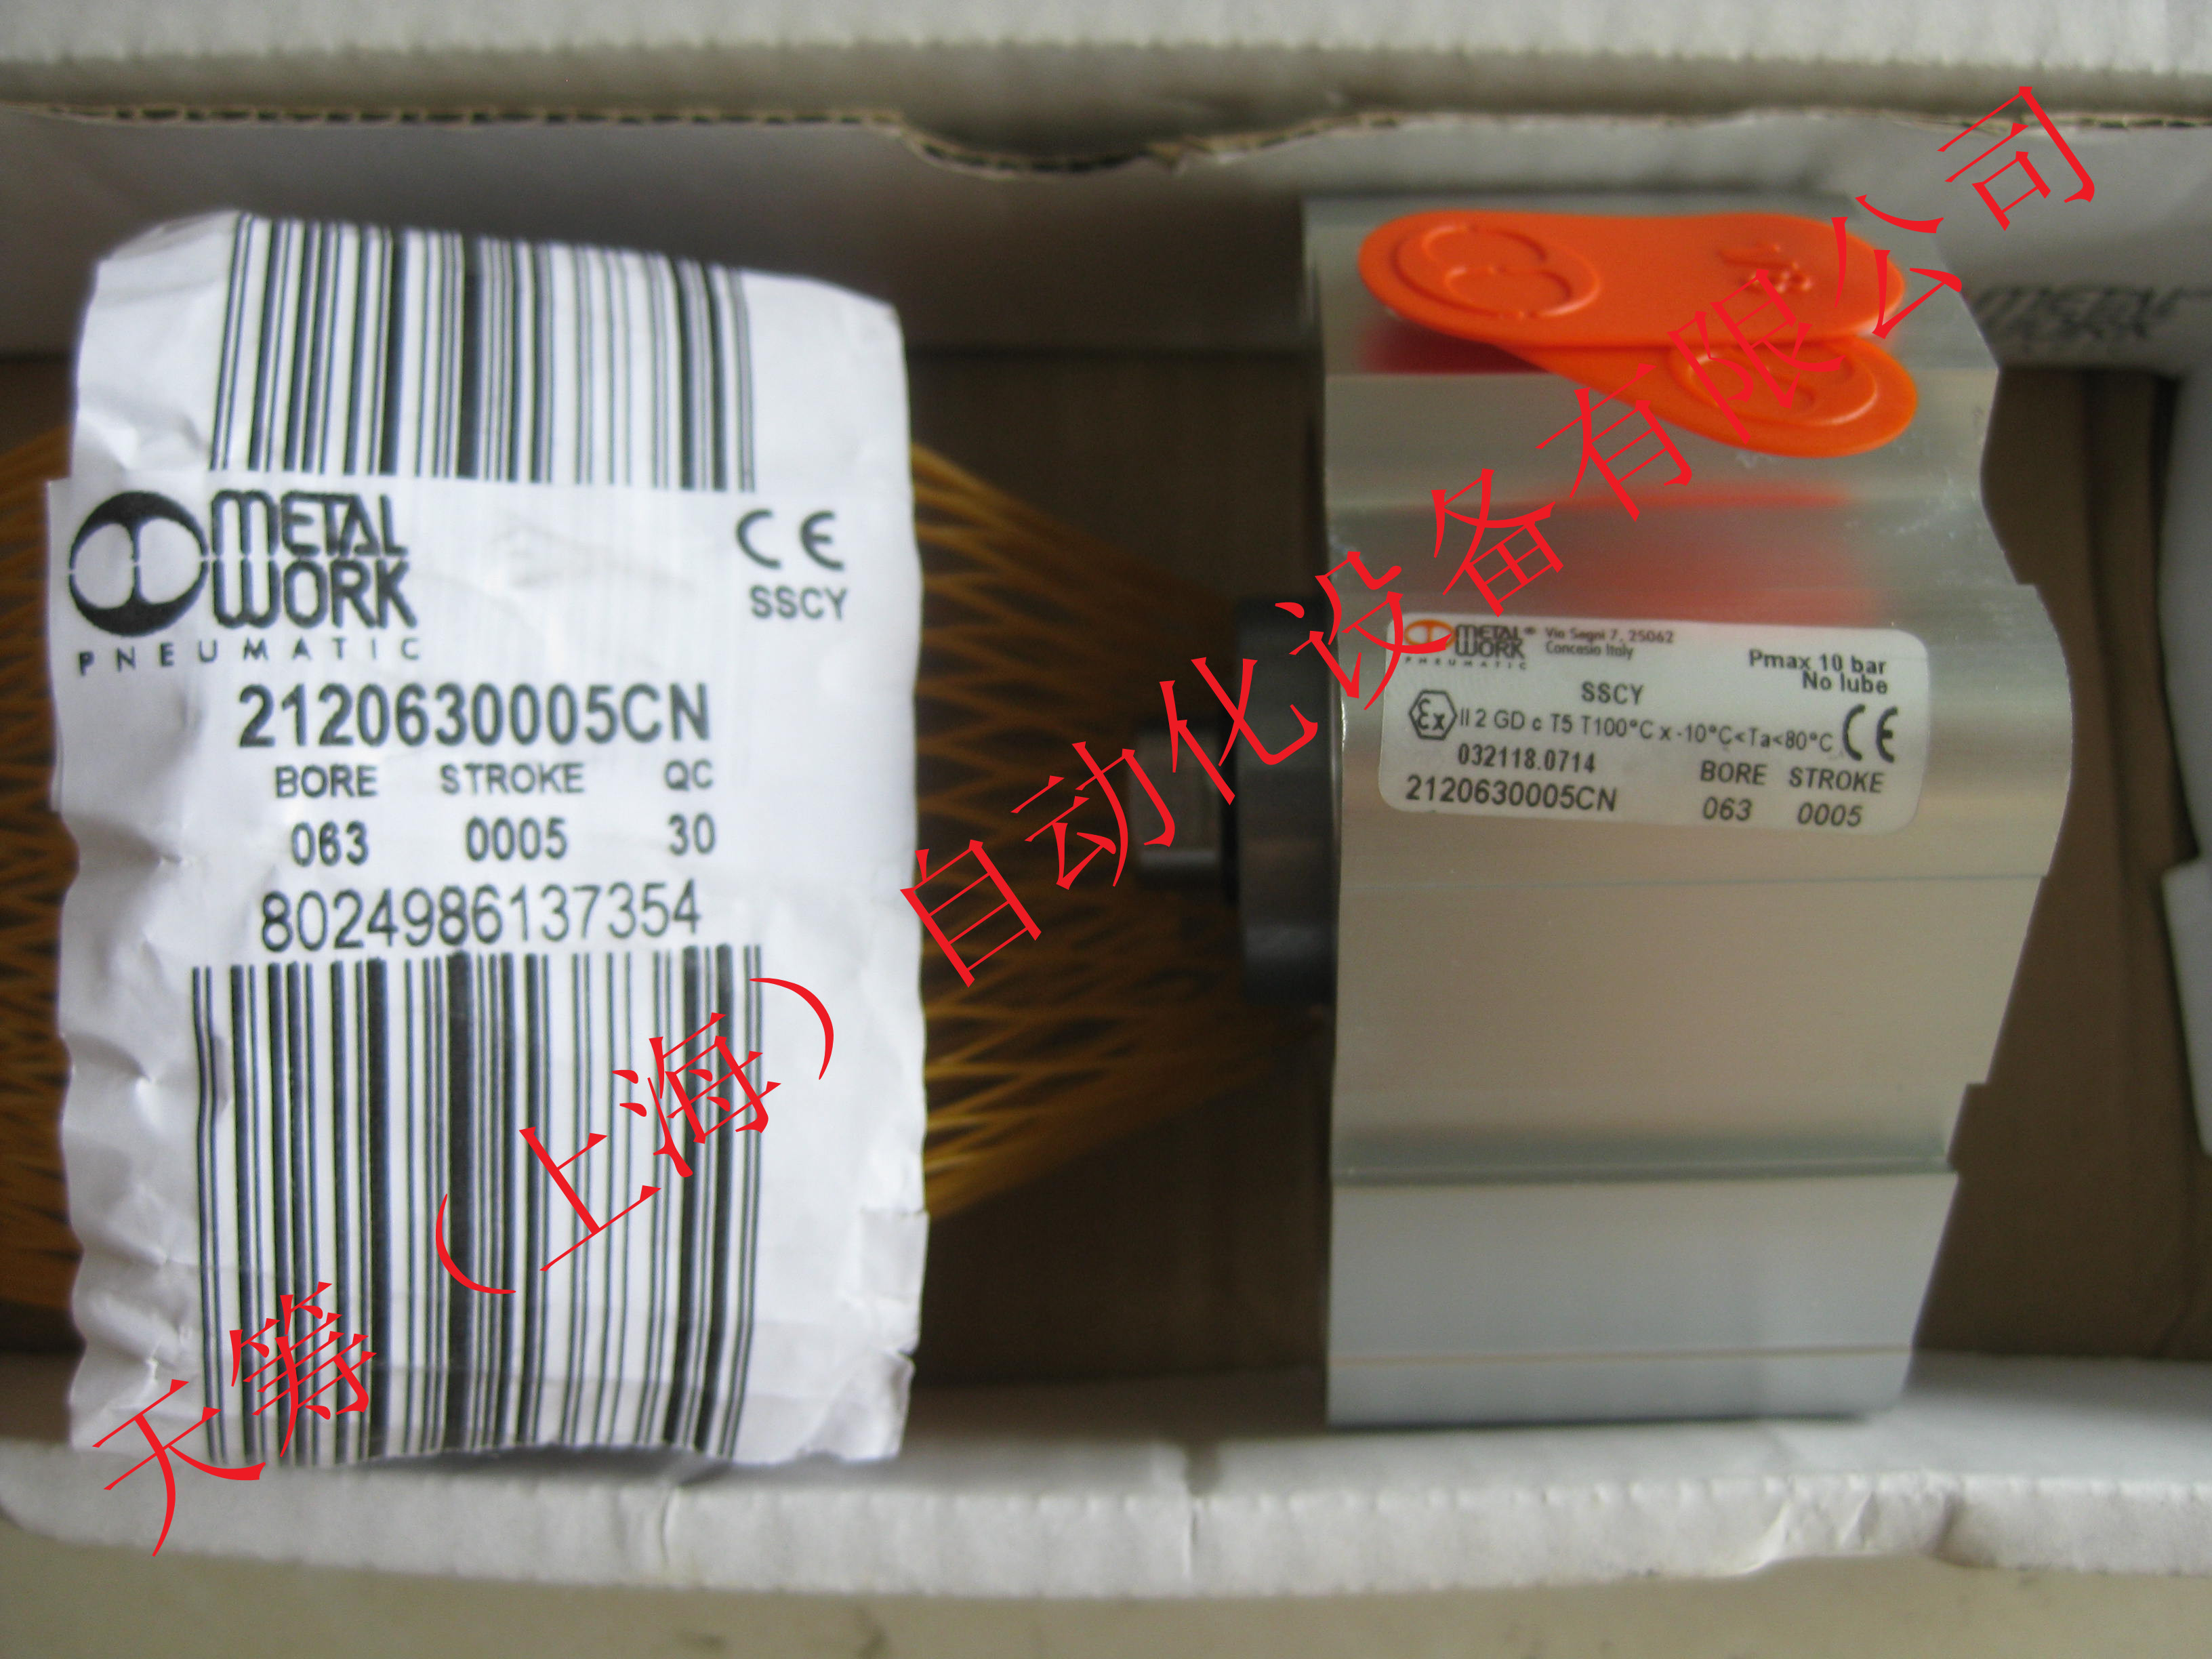 METAL
WORK
PNEUMATIC
CE
SSCY
2120630005CN
BORE STROKE QC
063 0005 30
8024986137354
METAL®
WORK
PNEUMATIC
Via Segni 7, 25062
Concesio Italy
Pmax 10 bar
No lube
SSCY
Ex II 2 GD c T5 T100°C x -10°C<Ta<80°C CE
032118.0714
2120630005CN
BORE STROKE
063 0005
METAL
WORK
天筹（上海）自动化设备有限公司